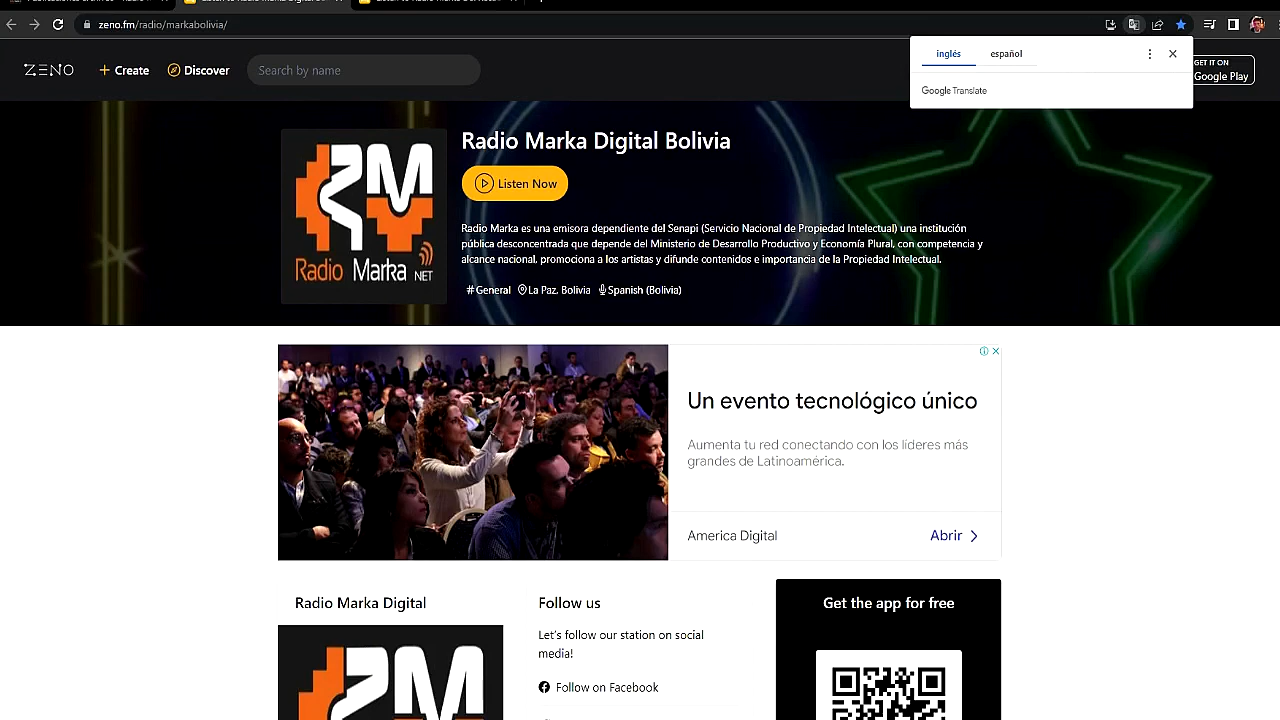 zeno.fm/radio/markabolivia/
inglés español
Google Translate
ZENO
Create
Discover
Search by name
GET IT ON
Google Play
RM
Radio Marka NET
Radio Marka Digital Bolivia
Listen Now
Radio Marka es una emisora dependiente del Senapi (Servicio Nacional de Propiedad Intelectual) una institución
pública desconcentrada que depende del Ministerio de Desarrollo Productivo y Economía Plural, con competencia y
alcance nacional, promociona a los artistas y difunde contenidos e importancia de la Propiedad Intelectual.
#General La Paz, Bolivia Spanish (Bolivia)
Un evento tecnológico único
Aumenta tu red conectando con los líderes más
grandes de Latinoamérica.
America Digital
Abrir
Radio Marka Digital
RM
Follow us
Let's follow our station on social
media!
Follow on Facebook
Get the app for free